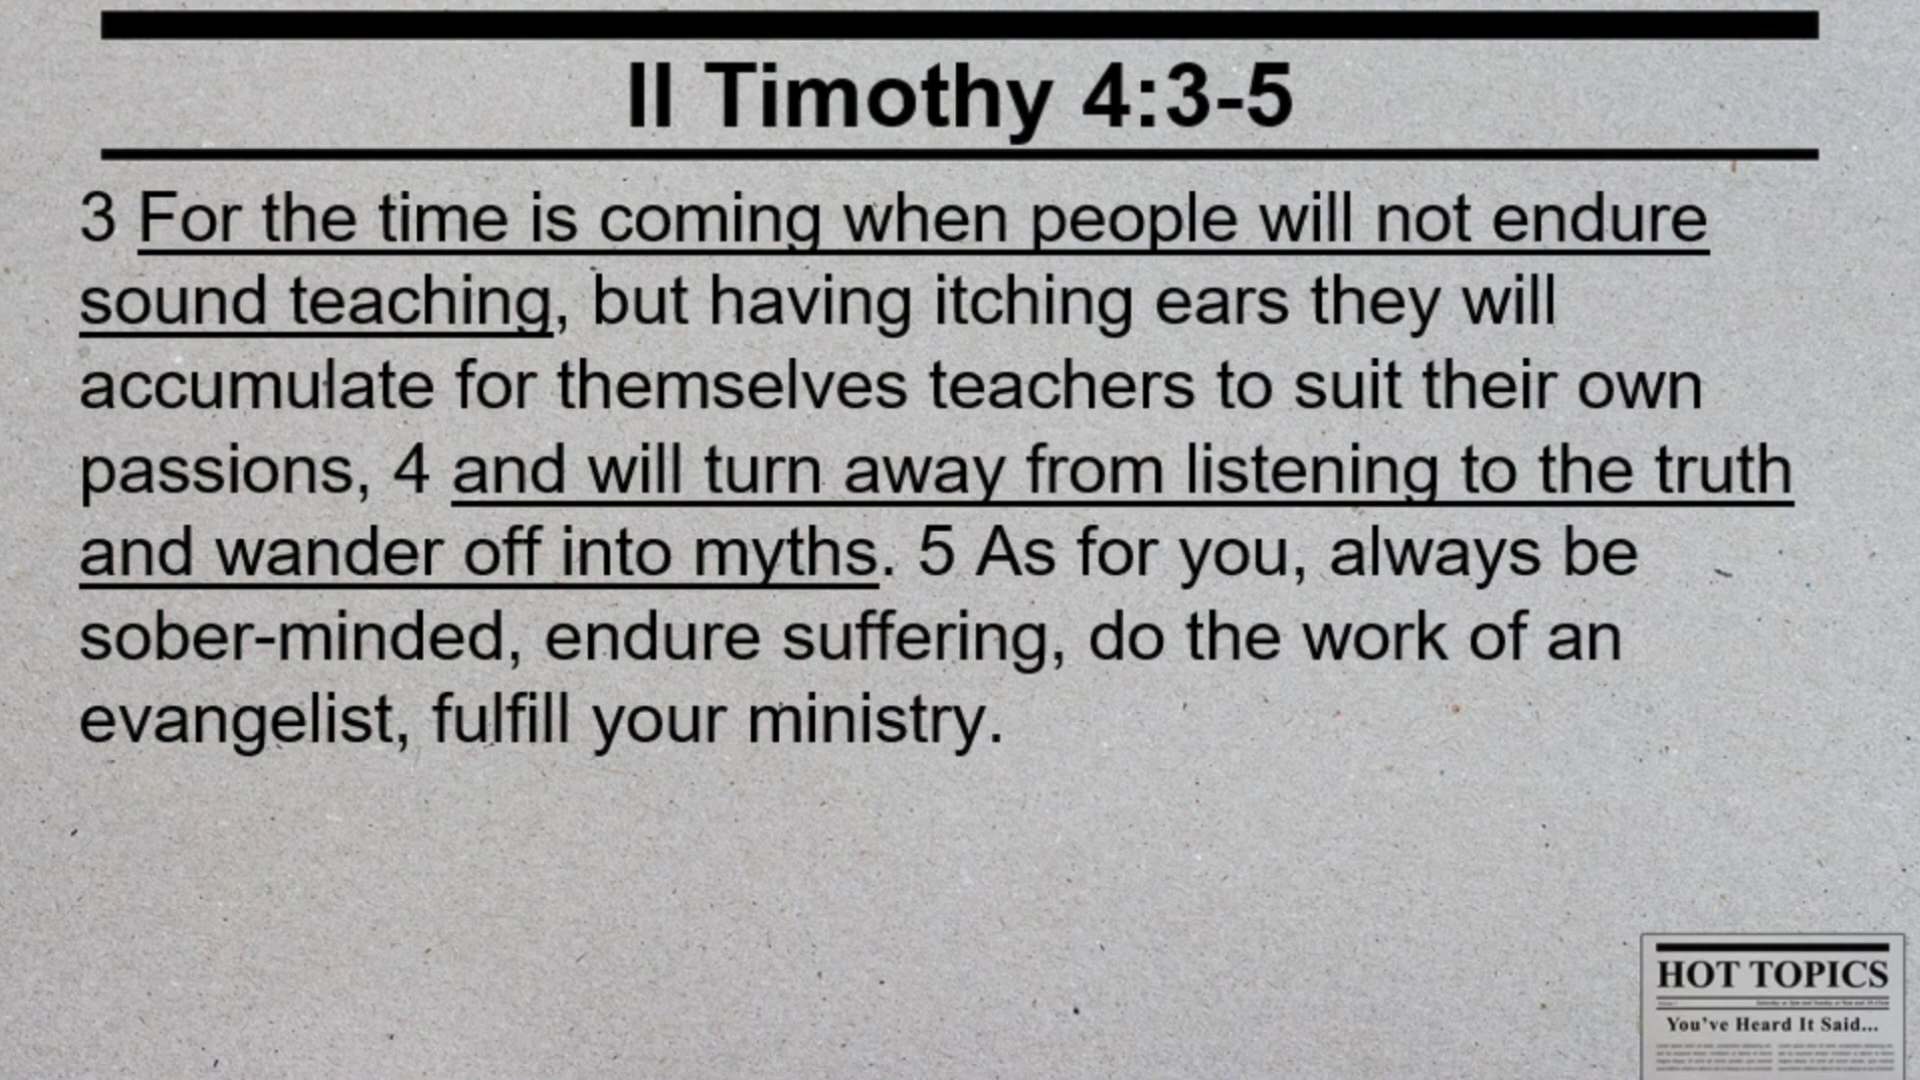 II Timothy 4:3-5
3 For the time is coming when people will not endure
sound teaching, but having itching ears they will
accumulate for themselves teachers to suit their own
passions, 4 and will turn away from listening to the truth
and wander off into myths. 5 As for you, always be
sober-minded, endure suffering, do the work of an
evangelist, fulfill your ministry.
HOT TOPICS
You've Heard It Said...